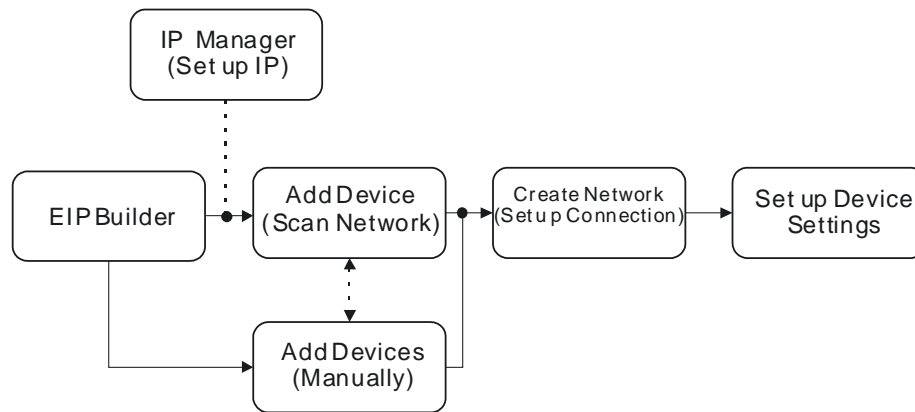 IP Manager
(Set up IP)
EIP Builder
Add Device
(Scan Network)
Create Network
(Set up Connection)
Set up Device
Settings
Add Devices
(Manually)